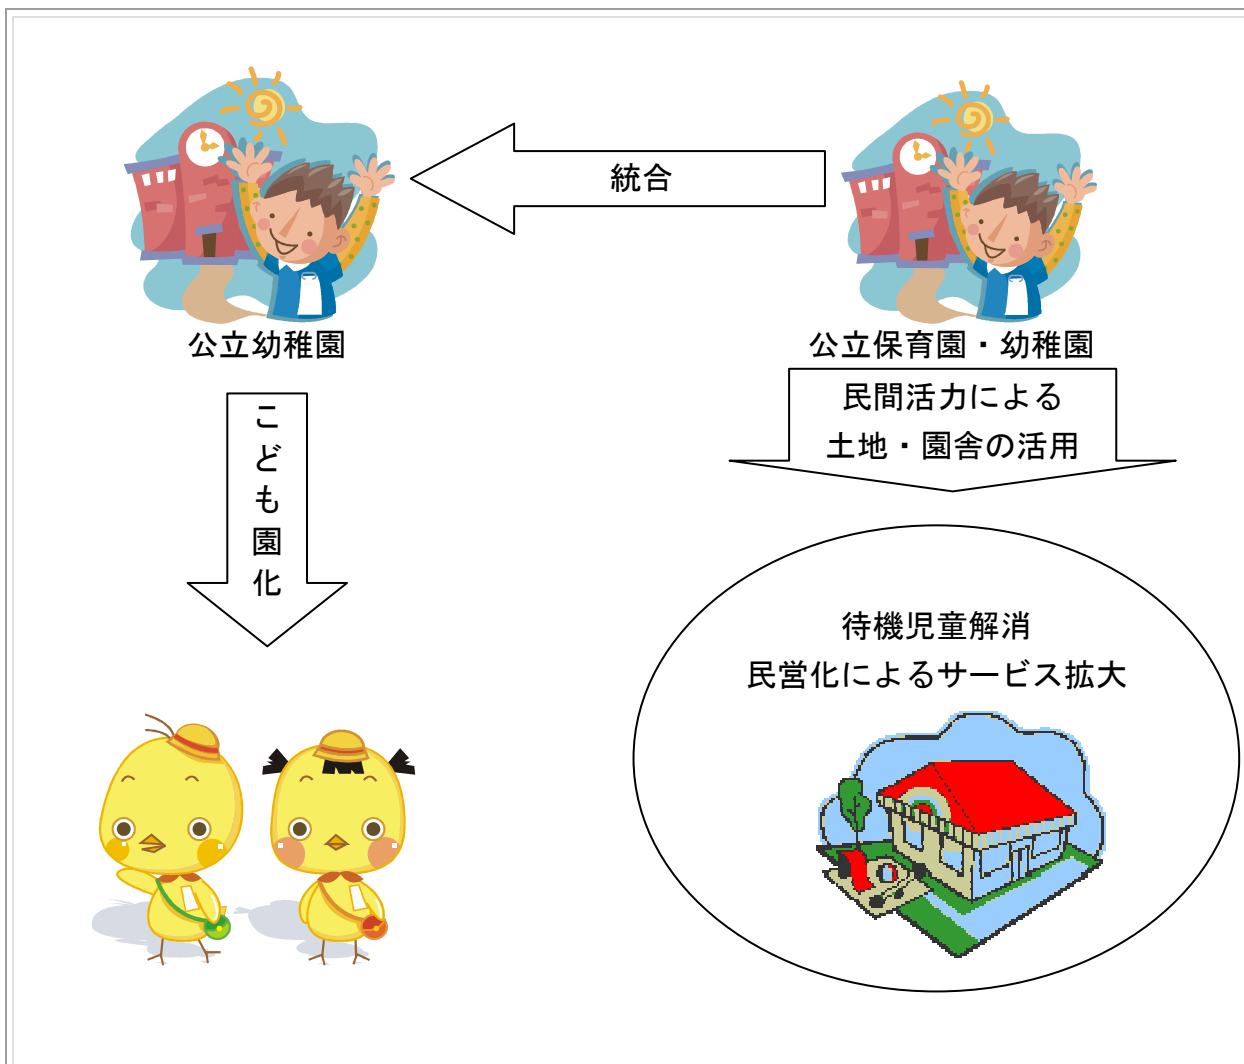 統合
公立幼稚園
公立保育園・幼稚園
こども園化
民間活力による
土地・園舎の活用
待機児童解消
民営化によるサービス拡大